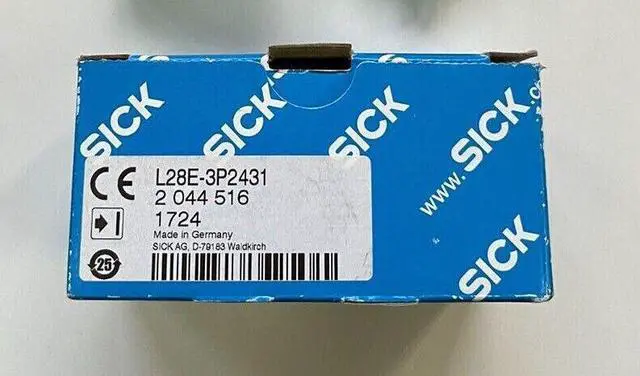 SICK
SICK
SICK
www.sick.c
SICK
L28E-3P2431
2 044 516
1724
Made in Germany
SICK AG, D-79183 Waldkirch
CE
25